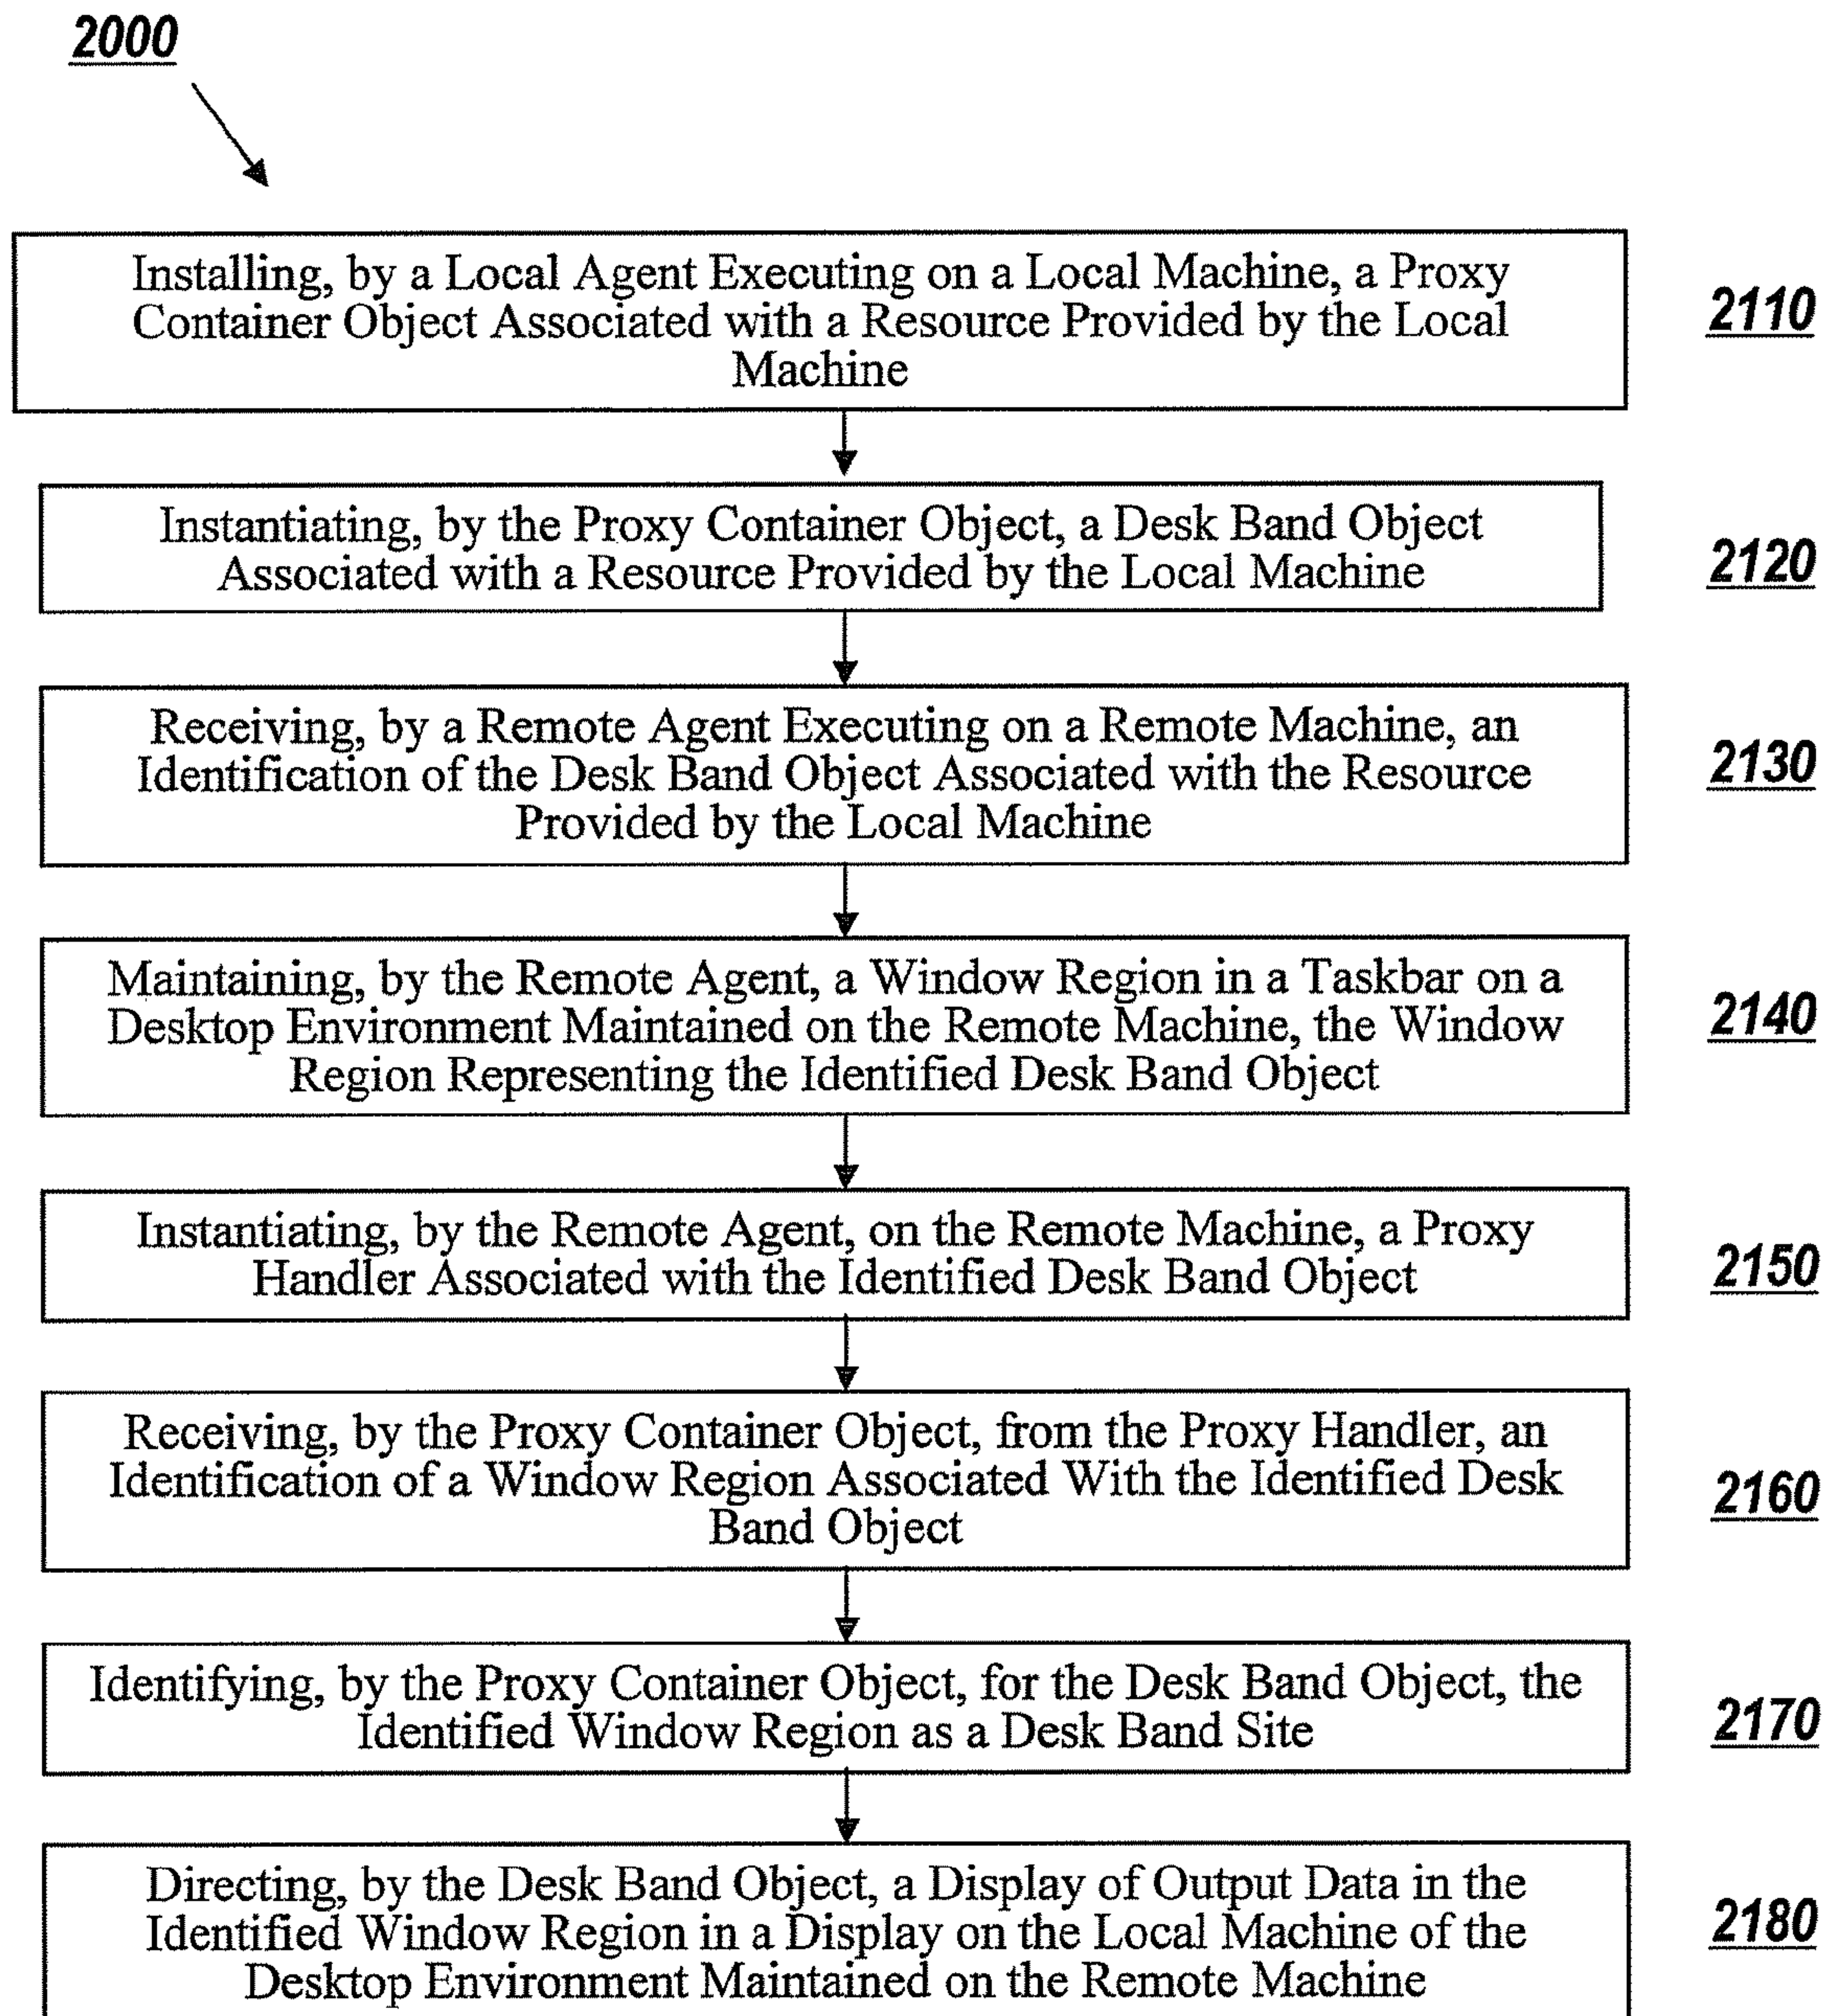 2000
Installing, by a Local Agent Executing on a Local Machine, a Proxy
Container Object Associated with a Resource Provided by the Local
Machine
2110
Instantiating, by the Proxy Container Object, a Desk Band Object
Associated with a Resource Provided by the Local Machine
2120
Receiving, by a Remote Agent Executing on a Remote Machine, an
Identification of the Desk Band Object Associated with the Resource
Provided by the Local Machine
2130
Maintaining, by the Remote Agent, a Window Region in a Taskbar on a
Desktop Environment Maintained on the Remote Machine, the Window
Region Representing the Identified Desk Band Object
2140
Instantiating, by the Remote Agent, on the Remote Machine, a Proxy
Handler Associated with the Identified Desk Band Object
2150
Receiving, by the Proxy Container Object, from the Proxy Handler, an
Identification of a Window Region Associated With the Identified Desk
Band Object
2160
Identifying, by the Proxy Container Object, for the Desk Band Object, the
Identified Window Region as a Desk Band Site
2170
Directing, by the Desk Band Object, a Display of Output Data in the
Identified Window Region in a Display on the Local Machine of the
Desktop Environment Maintained on the Remote Machine
2180